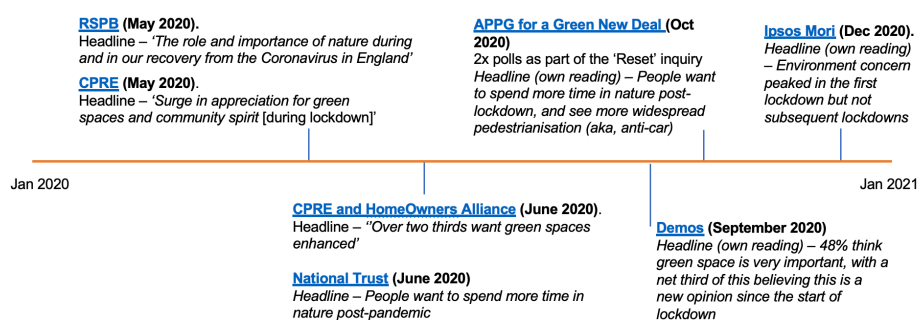 RSPB (May 2020).
Headline – ‘The role and importance of nature during
and in our recovery from the Coronavirus in England’
CPRE (May 2020).
Headline – ‘Surge in appreciation for green
spaces and community spirit [during lockdown]’
APPG for a Green New Deal (Oct
2020)
2x polls as part of the ‘Reset’ inquiry
Headline (own reading) – People want
to spend more time in nature post-
lockdown, and see more widespread
pedestrianisation (aka, anti-car)
Ipsos Mori (Dec 2020).
Headline (own reading)
– Environment concern
peaked in the first
lockdown but not
subsequent lockdowns
Jan 2020
Jan 2021
CPRE and HomeOwners Alliance (June 2020).
Headline – ‘’Over two thirds want green spaces
enhanced’
National Trust (June 2020)
Headline – People want to spend more time in
nature post-pandemic
Demos (September 2020)
Headline (own reading) – 48% think
green space is very important, with a
net third of this believing this is a
new opinion since the start of
lockdown